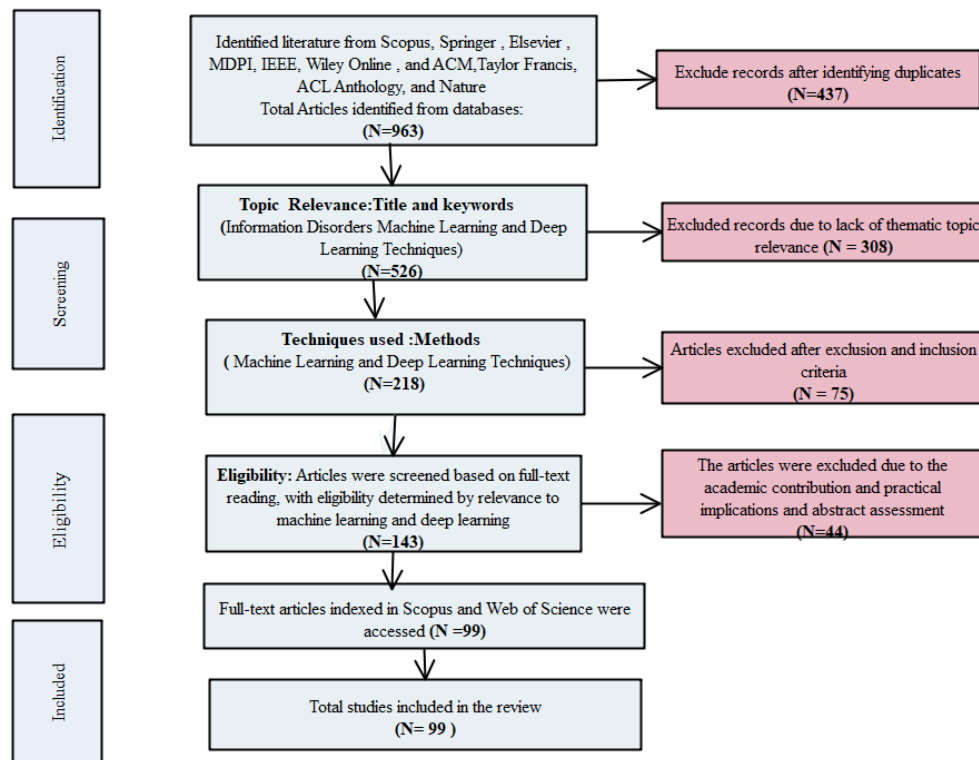 Identification
Identified literature from Scopus, Springer , Elsevier ,
MDPI, IEEE, Wiley Online , and ACM,Taylor Francis,
ACL Anthology, and Nature
Total Articles identified from databases:
(N=963)
Exclude records after identifying duplicates
(N=437)
Screening
Topic Relevance:Title and keywords
(Information Disorders Machine Learning and Deep
Learning Techniques)
(N=526)
Excluded records due to lack of thematic topic
relevance (N = 308)
Techniques used :Methods
( Machine Learning and Deep Learning Techniques)
(N=218)
Articles excluded after exclusion and inclusion
criteria
(N = 75)
Eligibility
Eligibility: Articles were screened based on full-text
reading, with eligibility determined by relevance to
machine learning and deep learning
(N=143)
The articles were excluded due to the
academic contribution and practical
implications and abstract assessment
(N=44)
Full-text articles indexed in Scopus and Web of Science were
accessed (N =99)
Included
Total studies included in the review
(N= 99 )